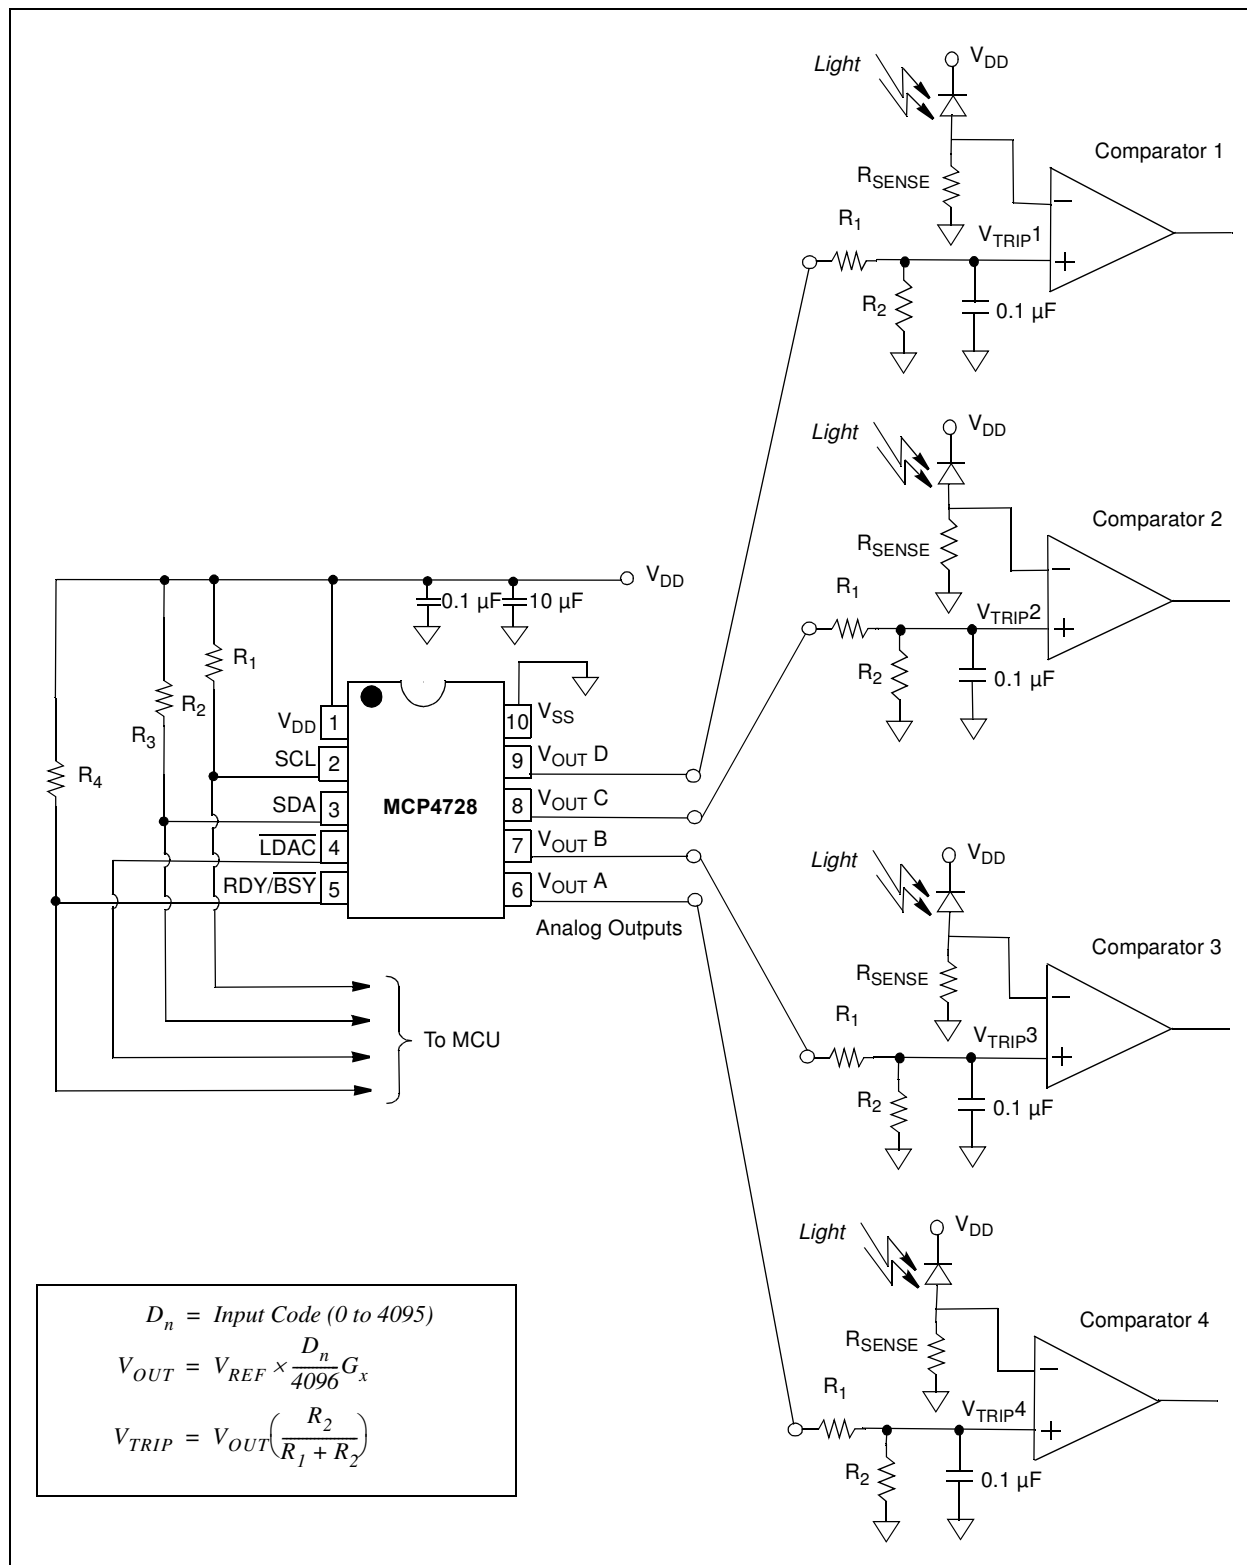 Light
VDD
Comparator 1
RSENSE
−
R1
VTRIP1
+
R2
0.1 µF
Light
VDD
Comparator 2
RSENSE
−
R1
VTRIP2
+
R2
0.1 µF
VDD
0.1 µF
10 µF
R1
R2
R3
R4
VDD
1
SCL
2
SDA
3
LDAC
4
RDY/BSY
5
MCP4728
10
VSS
9
VOUT D
8
VOUT C
7
VOUT B
6
VOUT A
Analog Outputs
To MCU
Light
VDD
Comparator 3
RSENSE
−
R1
VTRIP3
+
R2
0.1 µF
Light
VDD
Comparator 4
RSENSE
−
R1
VTRIP4
+
R2
0.1 µF
Dn = Input Code (0 to 4095)
VOUT = VREF × Dn/4096 Gx
VTRIP = VOUT(R2/(R1 + R2))